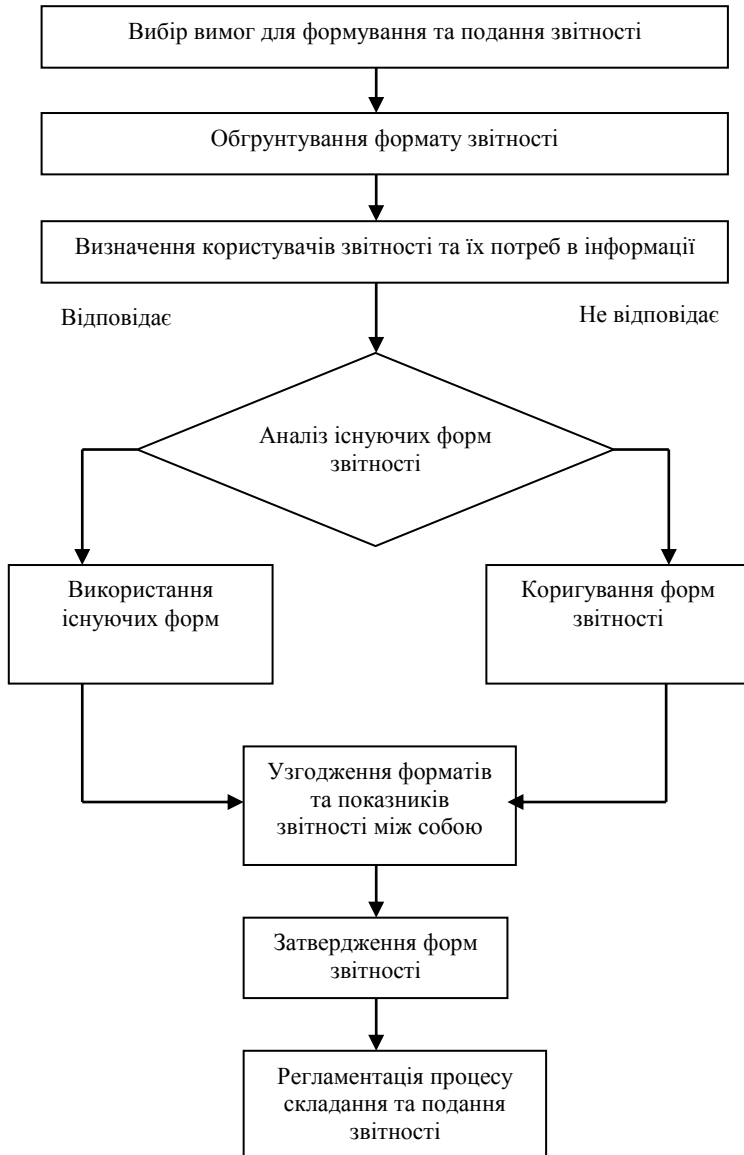 Вибір вимог для формування та подання звітності
Обгрунтування формату звітності
Визначення користувачів звітності та їх потреб в інформації
Відповідає
Не відповідає
Аналіз існуючих форм
звітності
Використання
існуючих форм
Коригування форм
звітності
Узгодження форматів
та показників
звітності між собою
Затвердження форм
звітності
Регламентація процесу
складання та подання
звітності